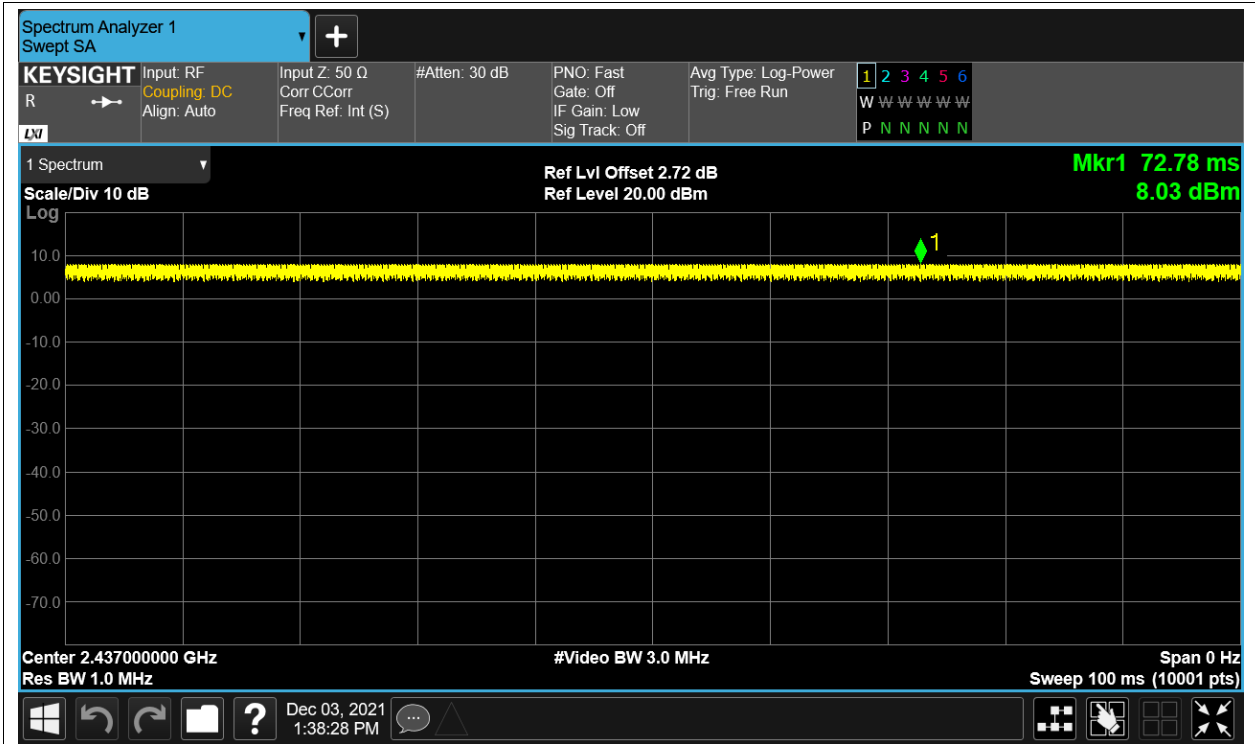 Spectrum Analyzer 1
Swept SA
KEYSIGHT
R
LXI
Input: RF
Coupling: DC
Align: Auto
Input Z: 50 Ω
Corr CCorr
Freq Ref: Int (S)
#Atten: 30 dB
PNO: Fast
Gate: Off
IF Gain: Low
Sig Track: Off
Avg Type: Log-Power
Trig: Free Run
1 2 3 4 5 6
W W W W W W
P N N N N N
1 Spectrum
Scale/Div 10 dB
Log
Ref Lvl Offset 2.72 dB
Ref Level 20.00 dBm
Mkr1 72.78 ms
8.03 dBm
1
10.0
0.00
-10.0
-20.0
-30.0
-40.0
-50.0
-60.0
-70.0
Center 2.437000000 GHz
Res BW 1.0 MHz
#Video BW 3.0 MHz
Span 0 Hz
Sweep 100 ms (10001 pts)
?
Dec 03, 2021
1:38:28 PM